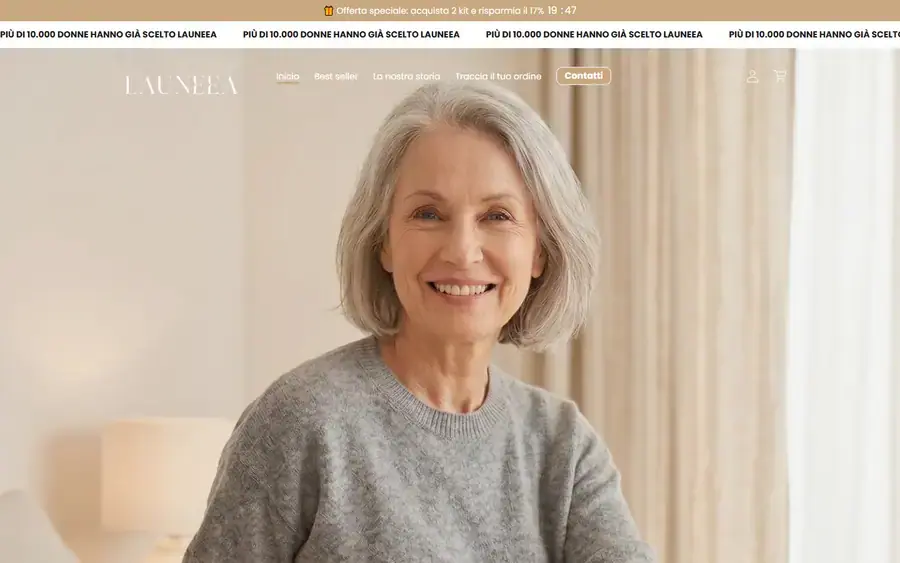 Offerta speciale: acquista 2 kit e risparmia il 17% 19 : 47
PIÙ DI 10.000 DONNE HANNO GIÀ SCELTO LAUNEEA PIÙ DI 10.000 DONNE HANNO GIÀ SCELTO LAUNEEA PIÙ DI 10.000 DONNE HANNO GIÀ SCELTO LAUNEEA PIÙ DI 10.000 DONNE HANNO GIÀ SCELTO
LAUNEEA Inicio Best seller La nostra storia Traccia il tuo ordine Contatti